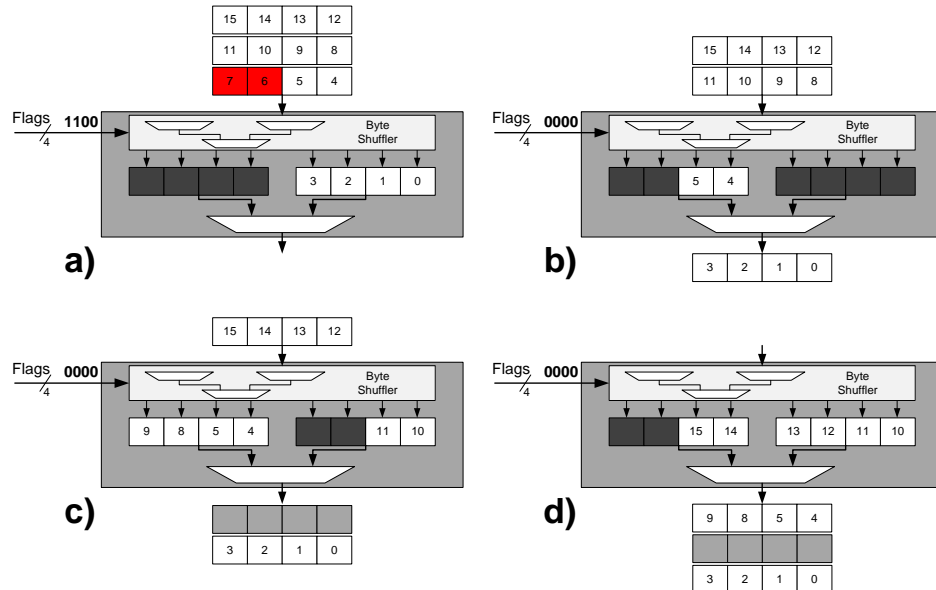 15 14 13 12
11 10 9 8
7 6 5 4
Flags 1100
4
Byte
Shuffler
3 2 1 0
a)
15 14 13 12
11 10 9 8
Flags 0000
4
Byte
Shuffler
5 4
b)
3 2 1 0
15 14 13 12
Flags 0000
4
Byte
Shuffler
9 8 5 4 11 10
c)
3 2 1 0
Flags 0000
4
Byte
Shuffler
15 14 13 12 11 10
d)
9 8 5 4
3 2 1 0